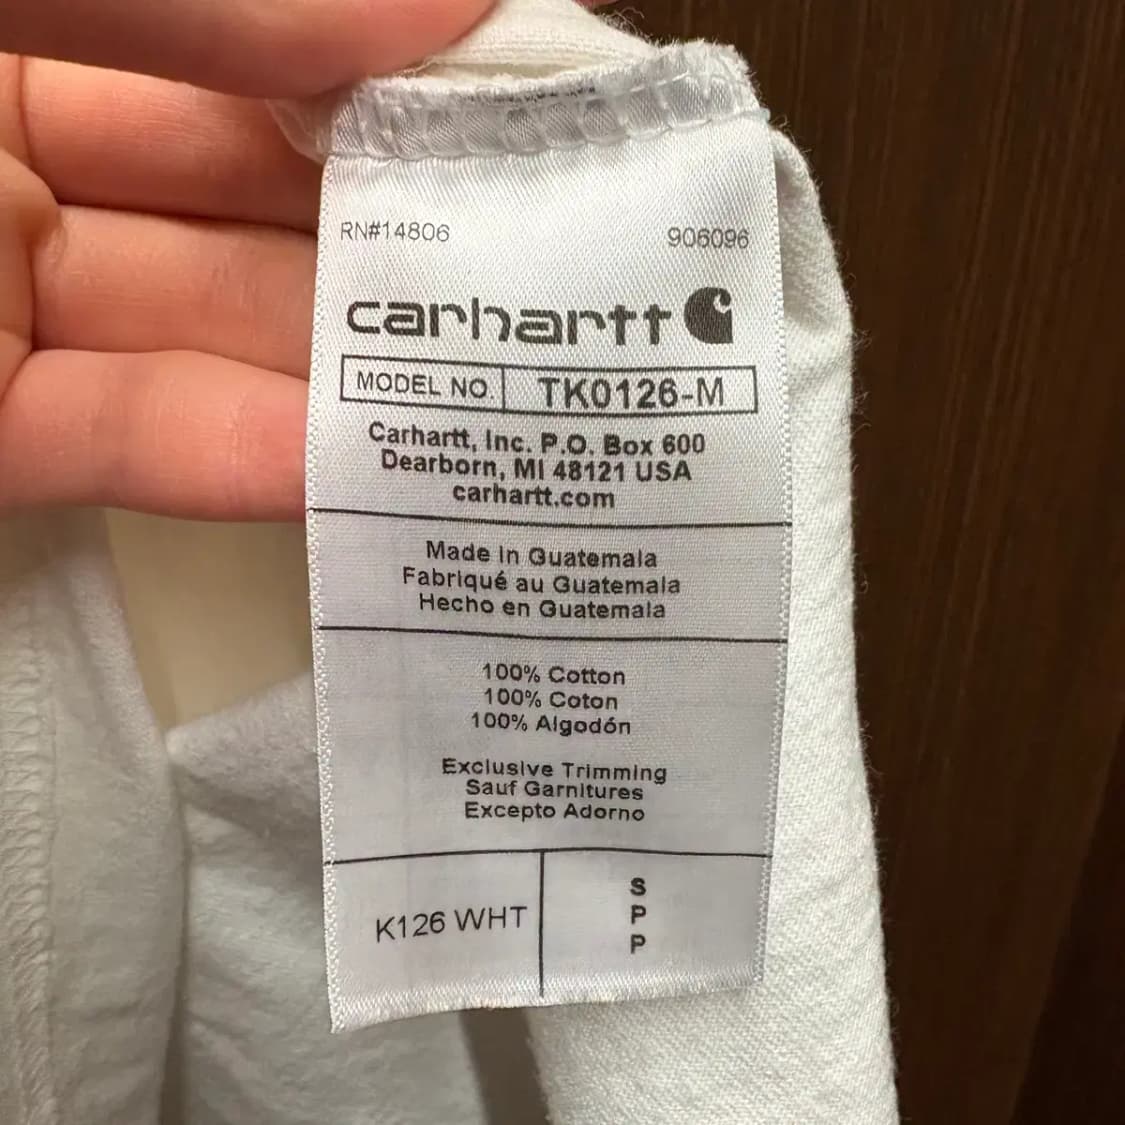 RN#14806 906096
carhartt
MODEL NO. TK0126-M
Carhartt, Inc. P.O. Box 600
Dearborn, MI 48121 USA
carhartt.com
Made in Guatemala
Fabriqué au Guatemala
Hecho en Guatemala
100% Cotton
100% Coton
100% Algodón
Exclusive Trimming
Sauf Garnitures
Excepto Adorno
K126 WHT
S
P
P